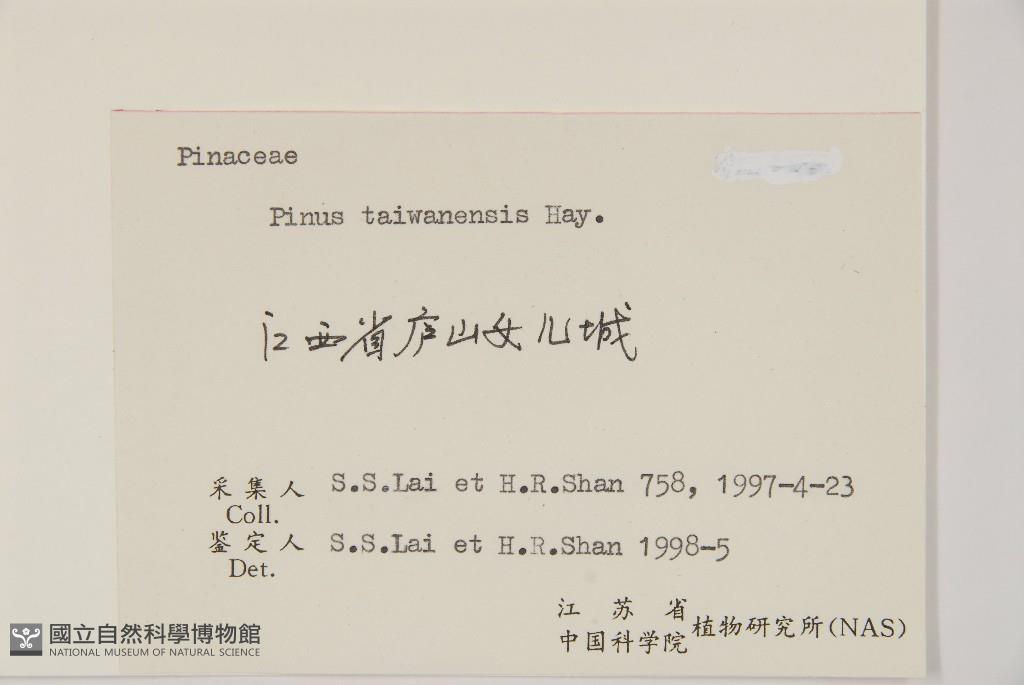 Pinaceae
Pinus taiwanensis Hay.
江西省庐山女儿城
采集人 S.S.Lai et H.R.Shan 758, 1997-4-23
Coll.
鉴定人 S.S.Lai et H.R.Shan 1998-5
Det.
江苏省
中国科学院 植物研究所(NAS)
國立自然科學博物館
NATIONAL MUSEUM OF NATURAL SCIENCE